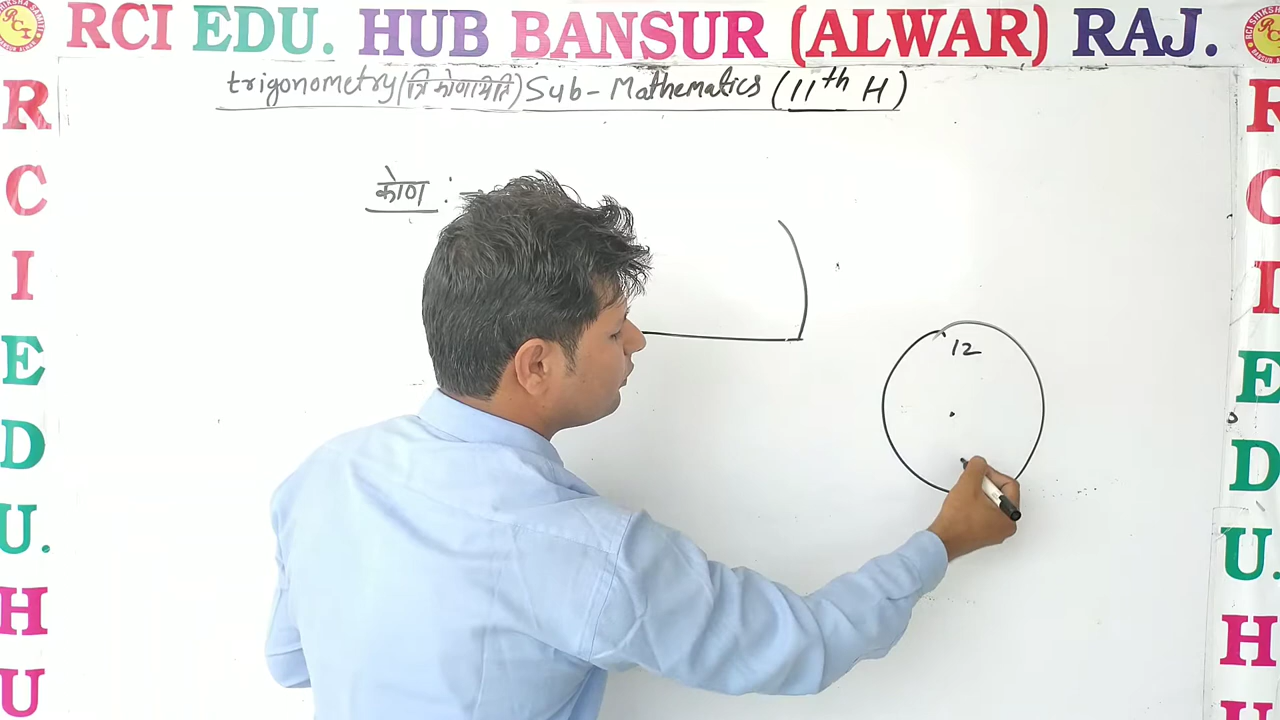 RCI EDU. HUB BANSUR (ALWAR) RAJ.
trigonometry (त्रिकोणमिति) Sub - Mathematics (11th H)
कोण :-
12
R
C
I
E
D
U.
H
U
R
C
I
E
D
U.
H
U